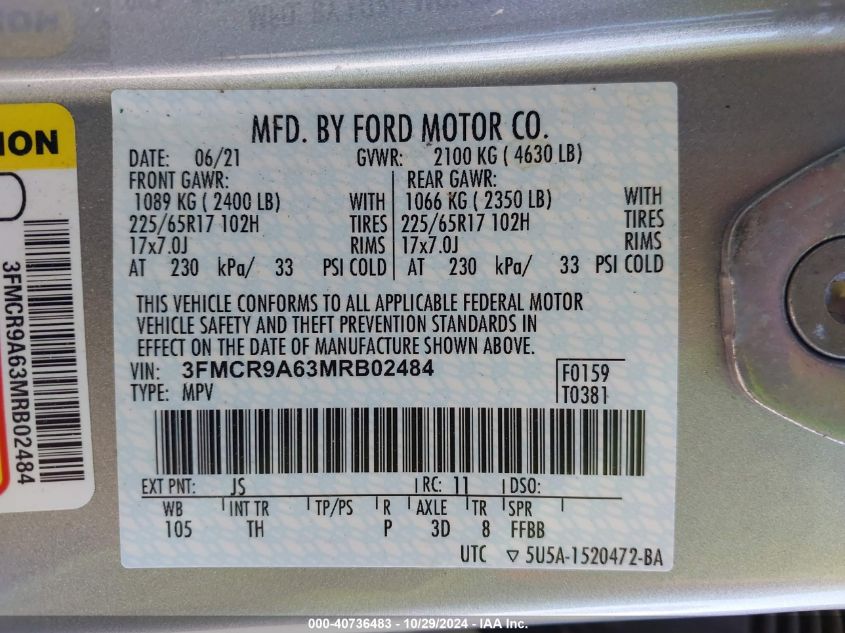 MFD. BY FORD MOTOR CO.
DATE: 06/21 GVWR: 2100 KG ( 4630 LB)
FRONT GAWR: REAR GAWR:
1089 KG ( 2400 LB) WITH 1066 KG ( 2350 LB) WITH
225/65R17 102H TIRES 225/65R17 102H TIRES
17x7.0J RIMS 17x7.0J RIMS
AT 230 kPa/ 33 PSI COLD AT 230 kPa/ 33 PSI COLD
THIS VEHICLE CONFORMS TO ALL APPLICABLE FEDERAL MOTOR
VEHICLE SAFETY AND THEFT PREVENTION STANDARDS IN
EFFECT ON THE DATE OF MANUFACTURE SHOWN ABOVE.
VIN: 3FMCR9A63MRB02484
TYPE: MPV
F0159
T0381
EXT PNT: JS RC: 11 DSO:
WB INT TR TP/PS R AXLE TR SPR
105 TH P 3D 8 FFBB
UTC ▽ 5U5A-1520472-BA
ION
3FMCR9A63MRB02484
000-40736483 - 10/29/2024 - IAA Inc.